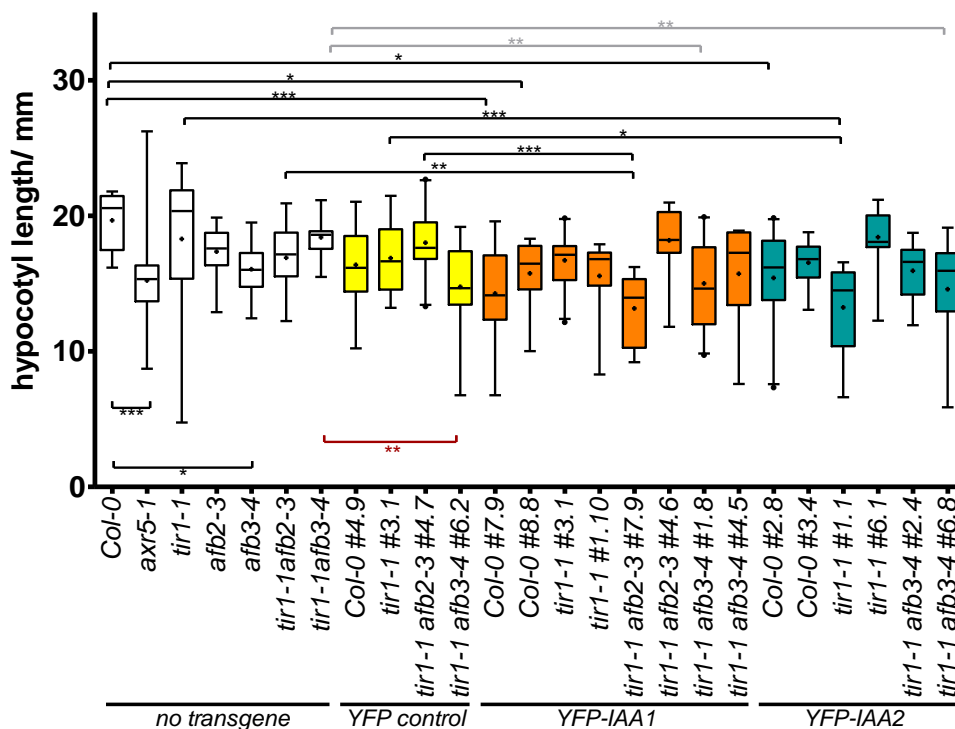 hypocotyl length/ mm
30
20
10
0
**
**
*
*
***
***
*
***
**
***
*
**
Col-0
axr5-1
tir1-1
afb2-3
afb3-4
tir1-1afb2-3
tir1-1afb3-4
Col-0 #4.9
tir1-1 #3.1
tir1-1 afb2-3 #4.7
tir1-1 afb3-4 #6.2
Col-0 #7.9
Col-0 #8.8
tir1-1 #3.1
tir1-1 #1.10
tir1-1 afb2-3 #7.9
tir1-1 afb2-3 #4.6
tir1-1 afb3-4 #1.8
tir1-1 afb3-4 #4.5
Col-0 #2.8
Col-0 #3.4
tir1-1 #1.1
tir1-1 #6.1
tir1-1 afb3-4 #2.4
tir1-1 afb3-4 #6.8
no transgene
YFP control
YFP-IAA1
YFP-IAA2